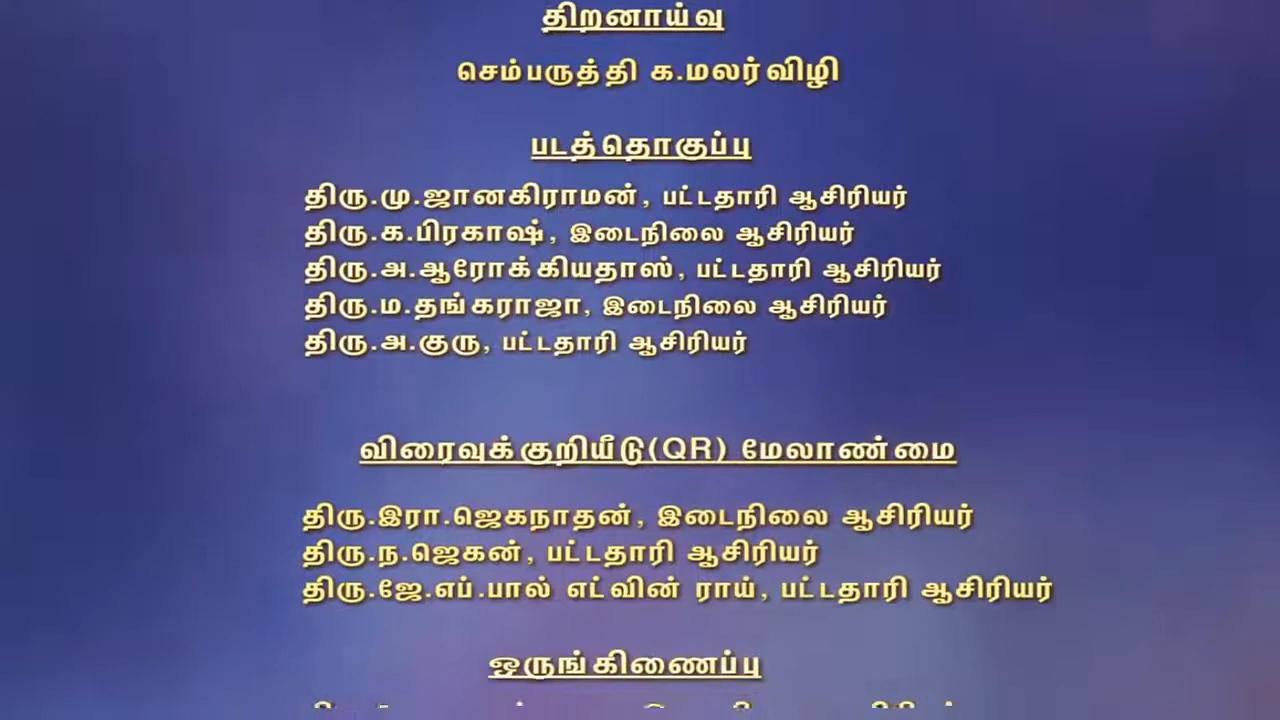 திறனாய்வு
செம்பருத்தி க.மலர்விழி
படத்தொகுப்பு
திரு.மு.ஜானகிராமன், பட்டதாரி ஆசிரியர்
திரு.க.பிரகாஷ், இடைநிலை ஆசிரியர்
திரு.அ.ஆரோக்கியதாஸ், பட்டதாரி ஆசிரியர்
திரு.ம.தங்கராஜா, இடைநிலை ஆசிரியர்
திரு.அ.குரு, பட்டதாரி ஆசிரியர்
விரைவுக்குறியீடு(QR) மேலாண்மை
திரு.இரா.ஜெகநாதன், இடைநிலை ஆசிரியர்
திரு.ந.ஜெகன், பட்டதாரி ஆசிரியர்
திரு.ஜே.எப்.பால் எட்வின் ராய், பட்டதாரி ஆசிரியர்
ஒருங்கிணைப்பு